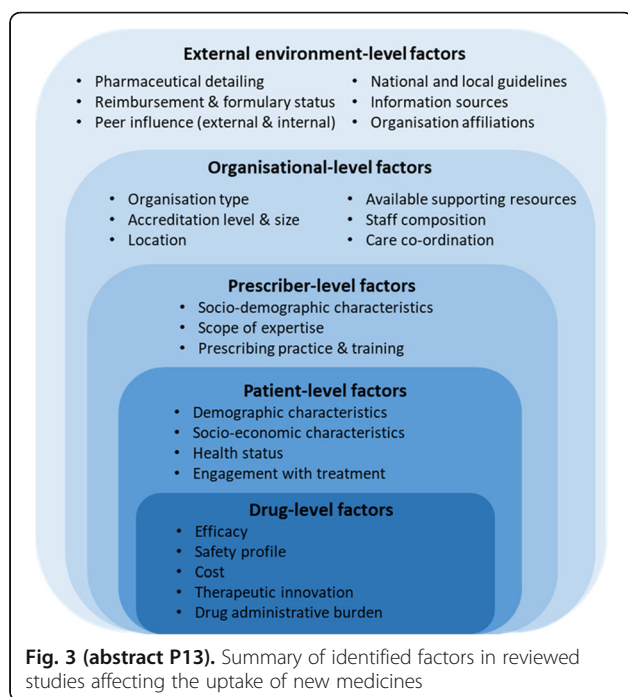 External environment-level factors
• Pharmaceutical detailing
• Reimbursement & formulary status
• Peer influence (external & internal)
• National and local guidelines
• Information sources
• Organisation affiliations
Organisational-level factors
• Organisation type
• Accreditation level & size
• Location
• Available supporting resources
• Staff composition
• Care co-ordination
Prescriber-level factors
• Socio-demographic characteristics
• Scope of expertise
• Prescribing practice & training
Patient-level factors
• Demographic characteristics
• Socio-economic characteristics
• Health status
• Engagement with treatment
Drug-level factors
• Efficacy
• Safety profile
• Cost
• Therapeutic innovation
• Drug administrative burden
Fig. 3 (abstract P13). Summary of identified factors in reviewed
studies affecting the uptake of new medicines